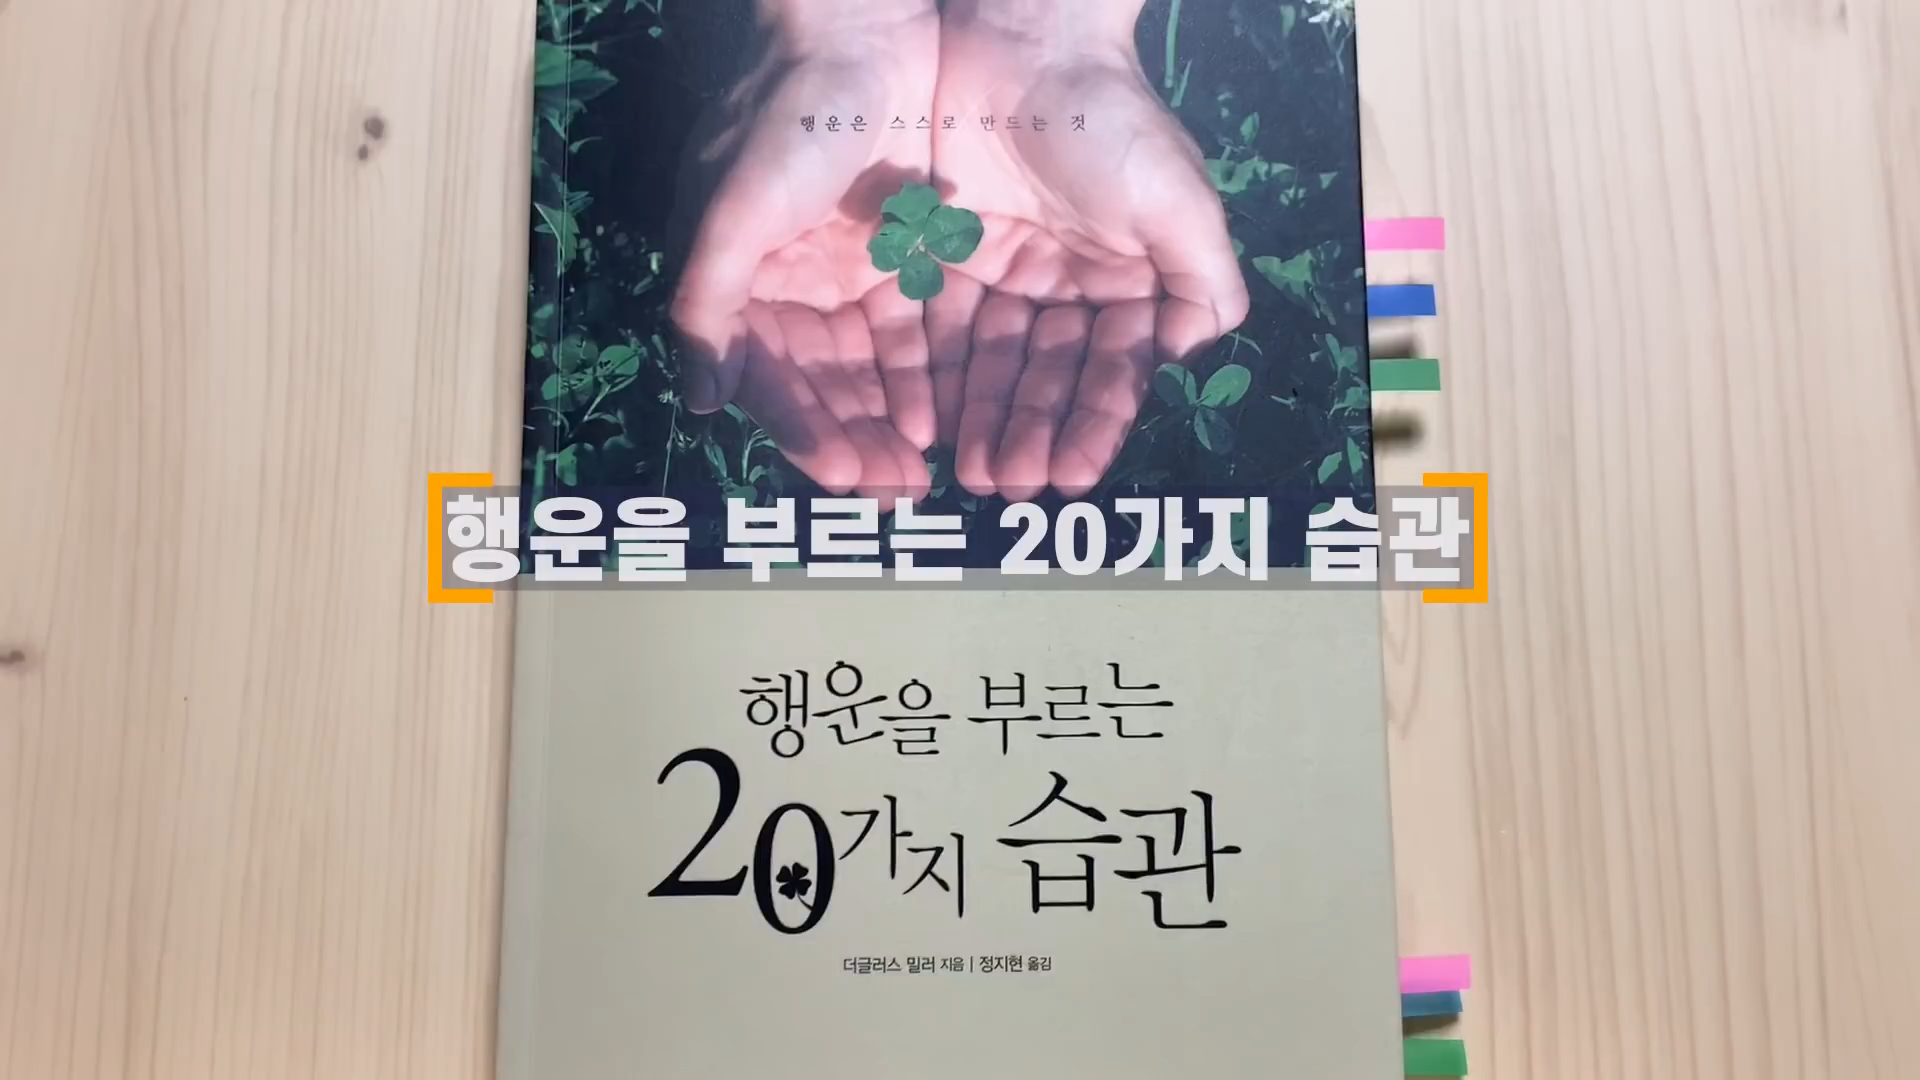 행운은 스스로 만드는 것
행운을 부르는 20가지 습관
행운을 부르는
20가지 습관
더글러스 밀러 지음 | 정지현 옮김